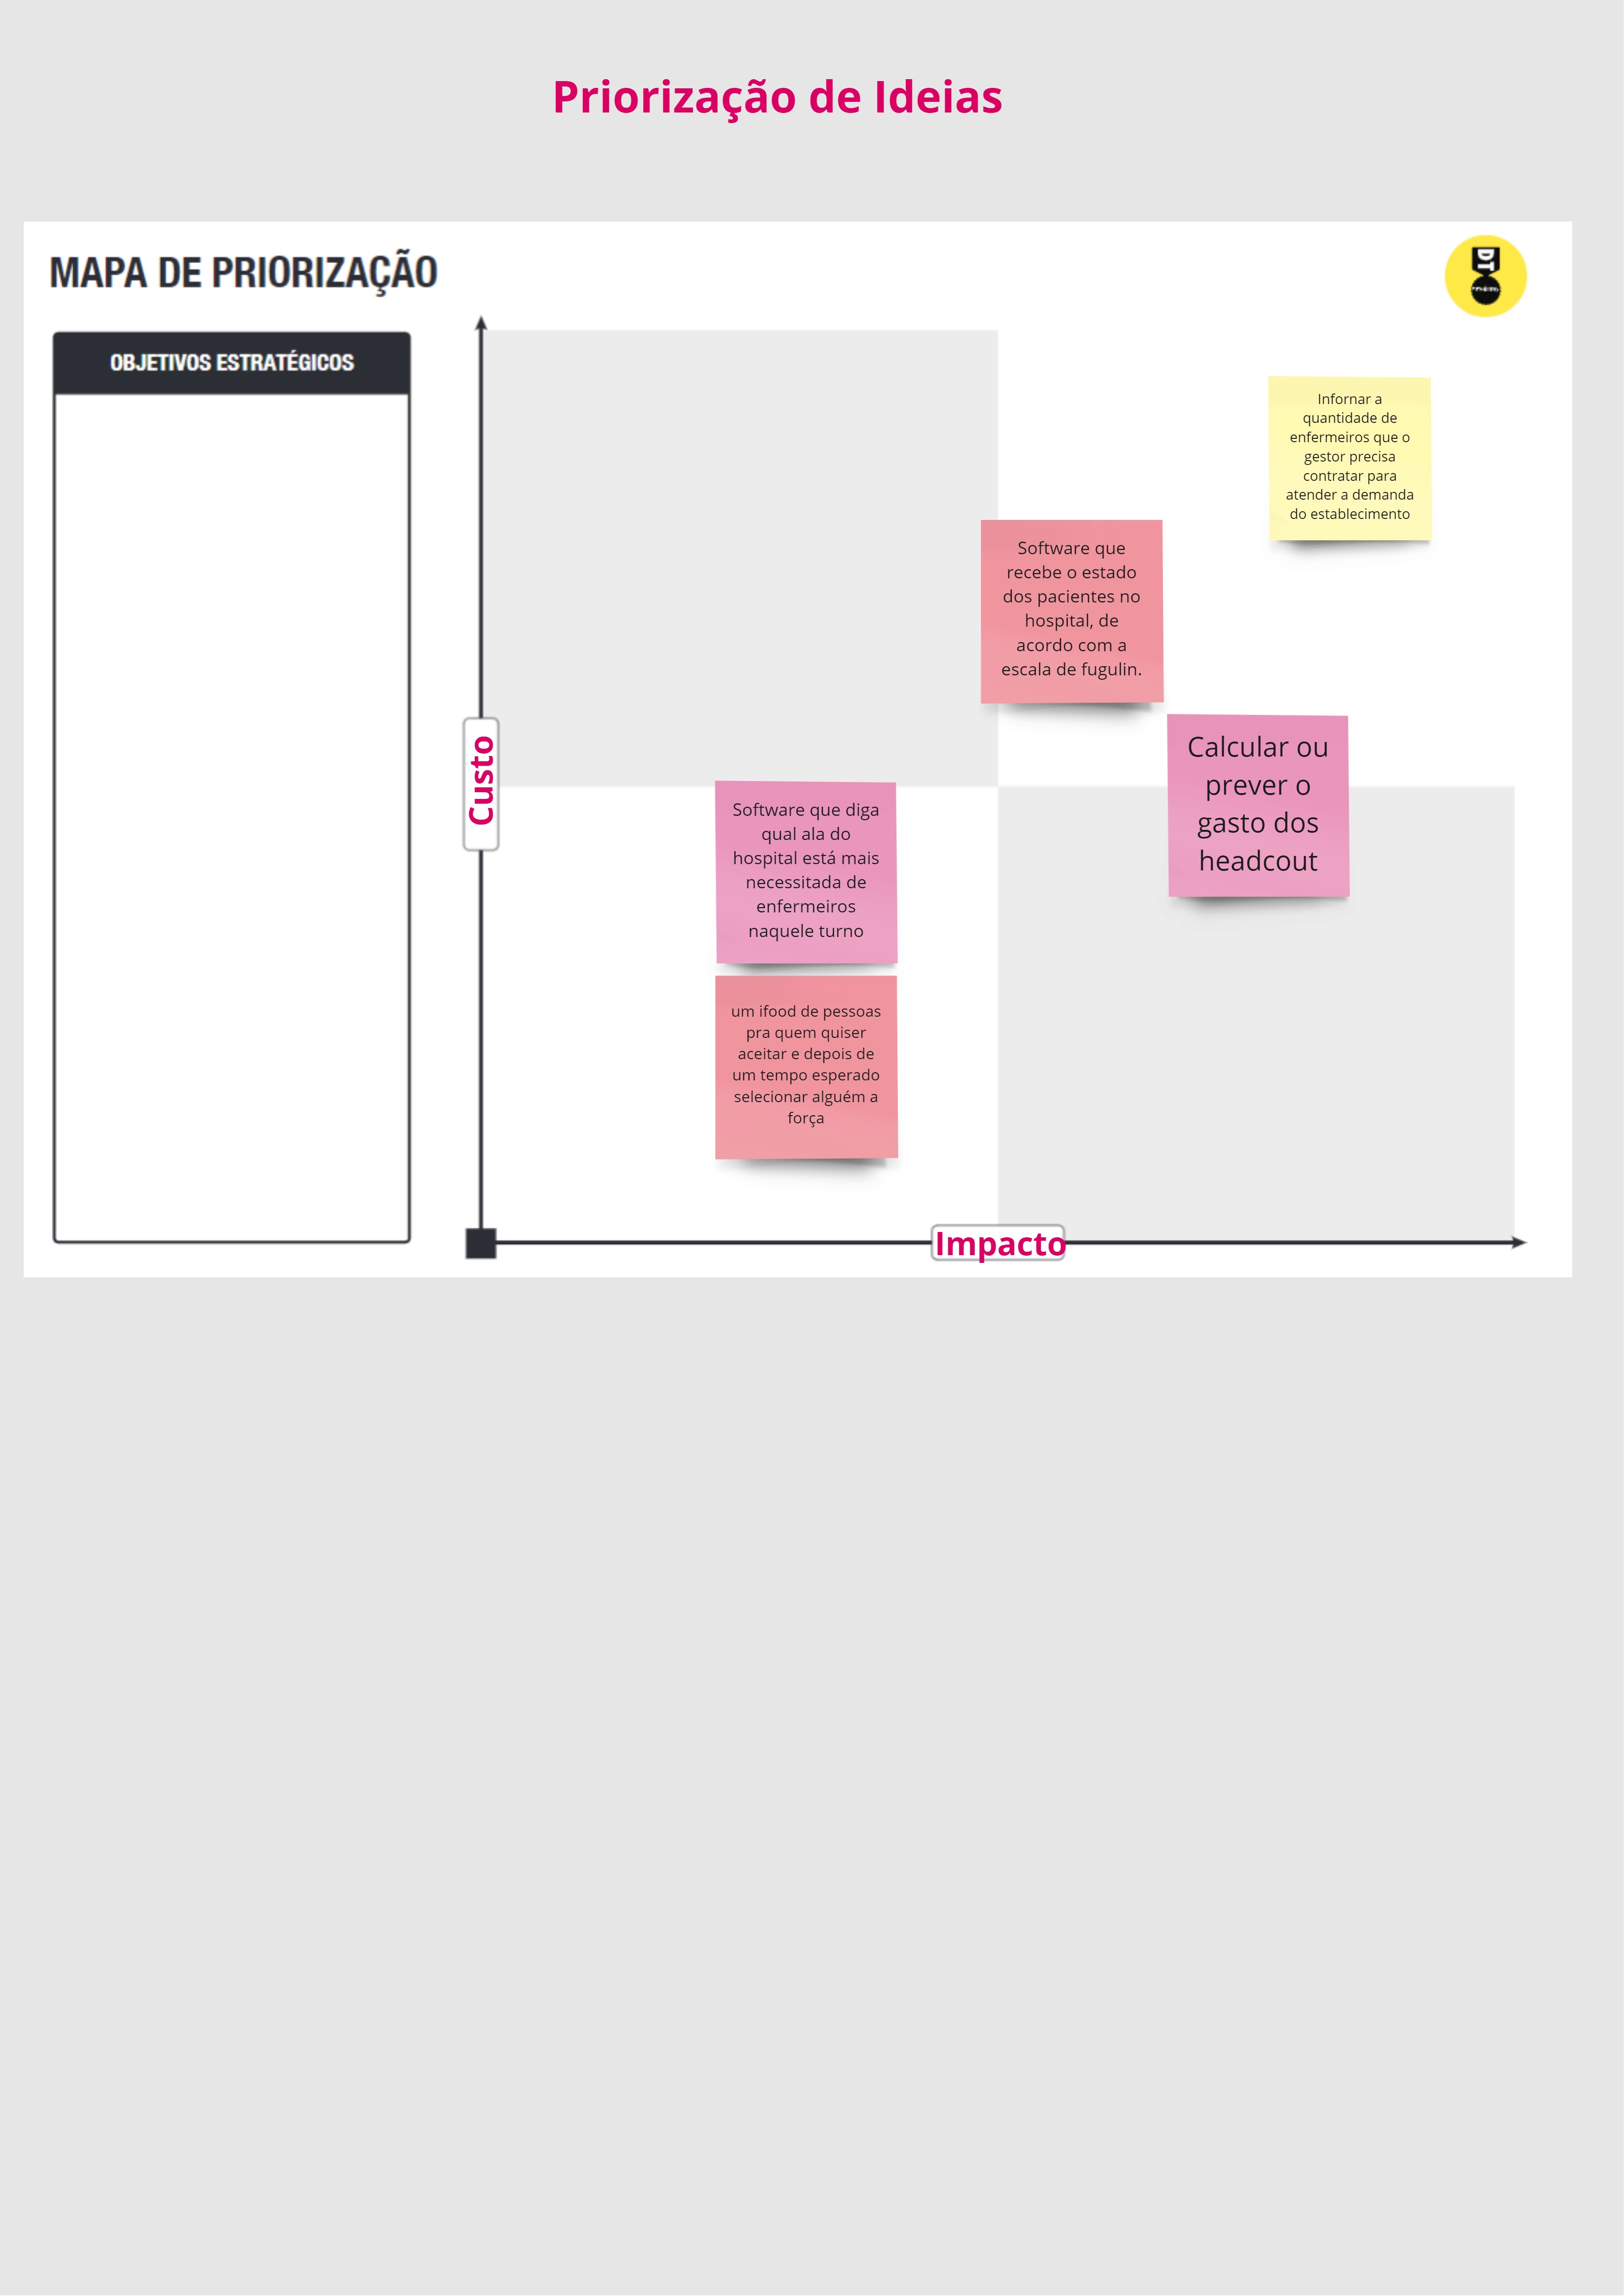 Priorização de Ideias
MAPA DE PRIORIZAÇÃO
DT
OBJETIVOS ESTRATÉGICOS
Infornar a
quantidade de
enfermeiros que o
gestor precisa
contratar para
atender a demanda
do establecimento
Software que
recebe o estado
dos pacientes no
hospital, de
acordo com a
escala de fugulin.
Calcular ou
prever o
gasto dos
headcout
Custo
Software que diga
qual ala do
hospital está mais
necessitada de
enfermeiros
naquele turno
um ifood de pessoas
pra quem quiser
aceitar e depois de
um tempo esperado
selecionar alguém a
força
Impacto